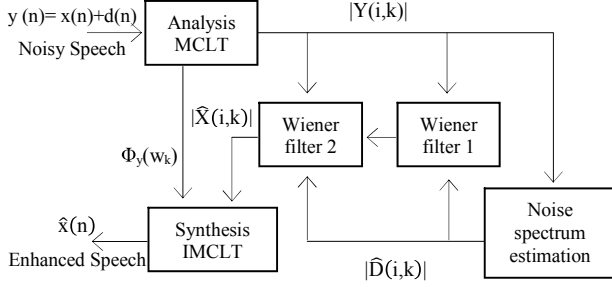 y (n)= x(n)+d(n)
Noisy Speech
Analysis
MCLT
|Y(i,k)|
|X̂(i,k)|
Wiener
filter 2
Wiener
filter 1
Φy(wk)
x̂(n)
Enhanced Speech
Synthesis
IMCLT
|D̂(i,k)|
Noise
spectrum
estimation